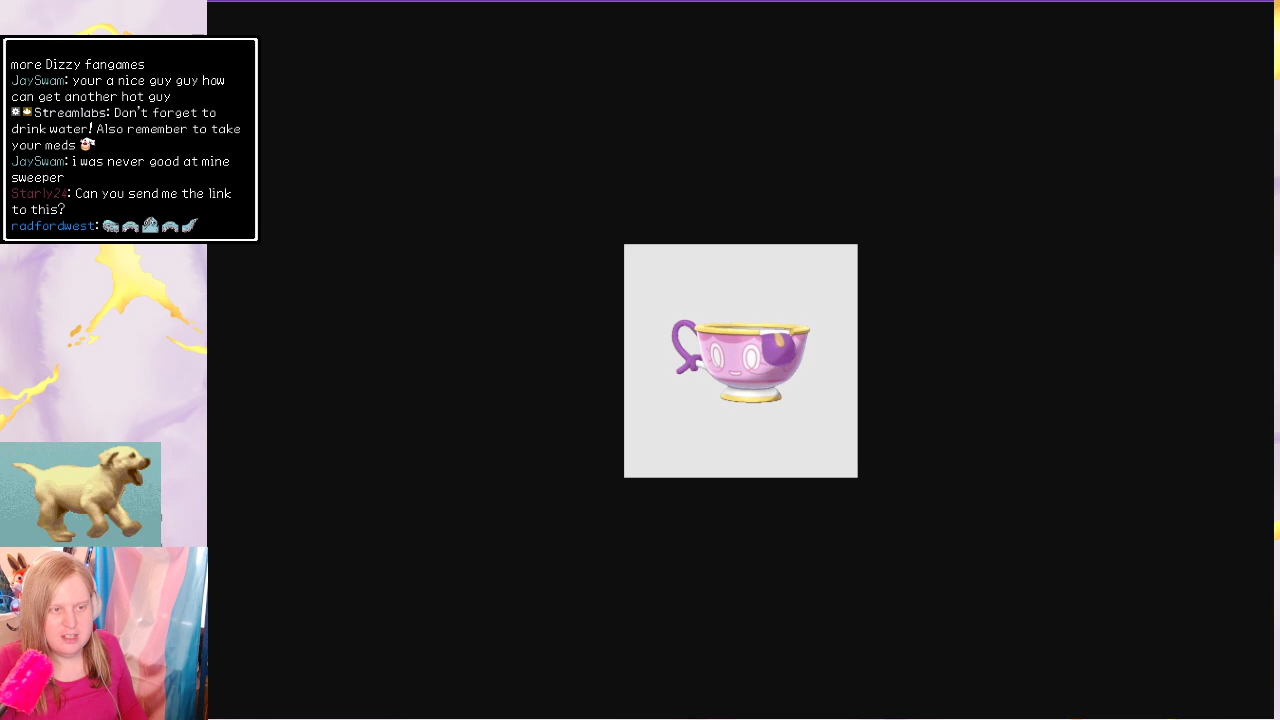 more Dizzy fangames
JaySwam: your a nice guy guy how
can get another hot guy
Streamlabs: Don't forget to
drink water! Also remember to take
your meds
JaySwam: i was never good at mine
sweeper
Starly24: Can you send me the link
to this?
radfordwest: